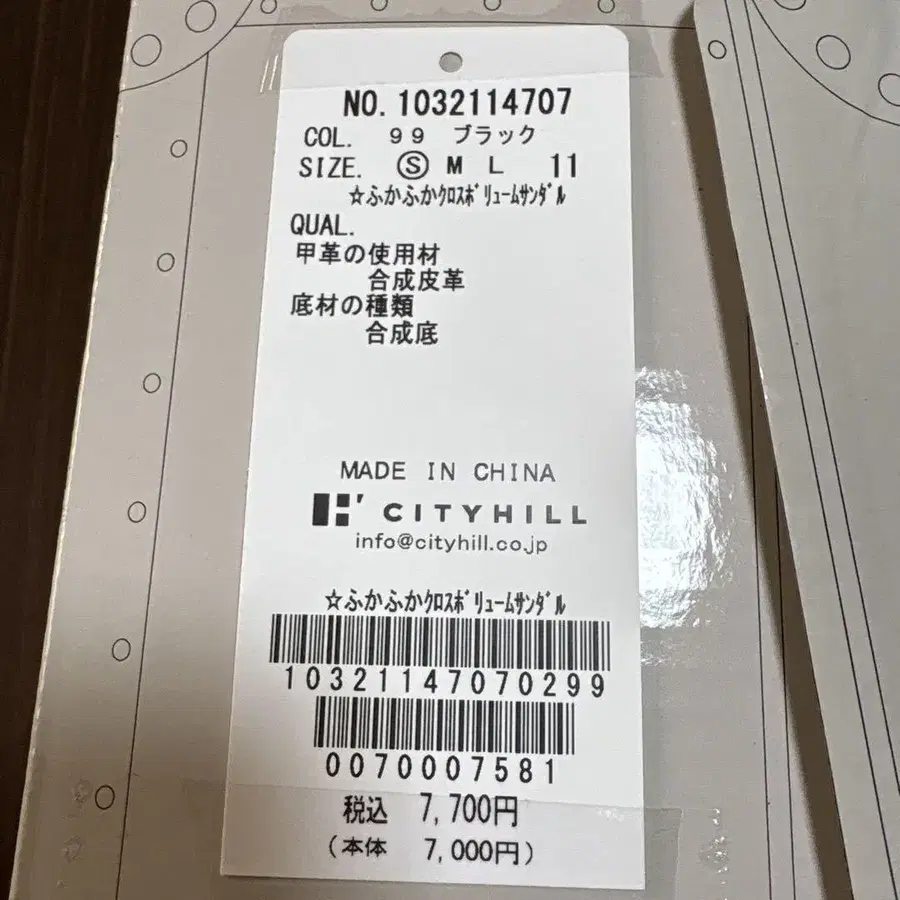 NO. 1032114707
COL. 99 ブラック
SIZE. Ⓢ M L 11
☆ふかふかクロスボリュームサンダル
QUAL.
甲革の使用材
合成皮革
底材の種類
合成底
MADE IN CHINA
CITYHILL
info@cityhill.co.jp
☆ふかふかクロスボリュームサンダル
10321147070299
0070007581
税込 7,700円
(本体 7,000円)